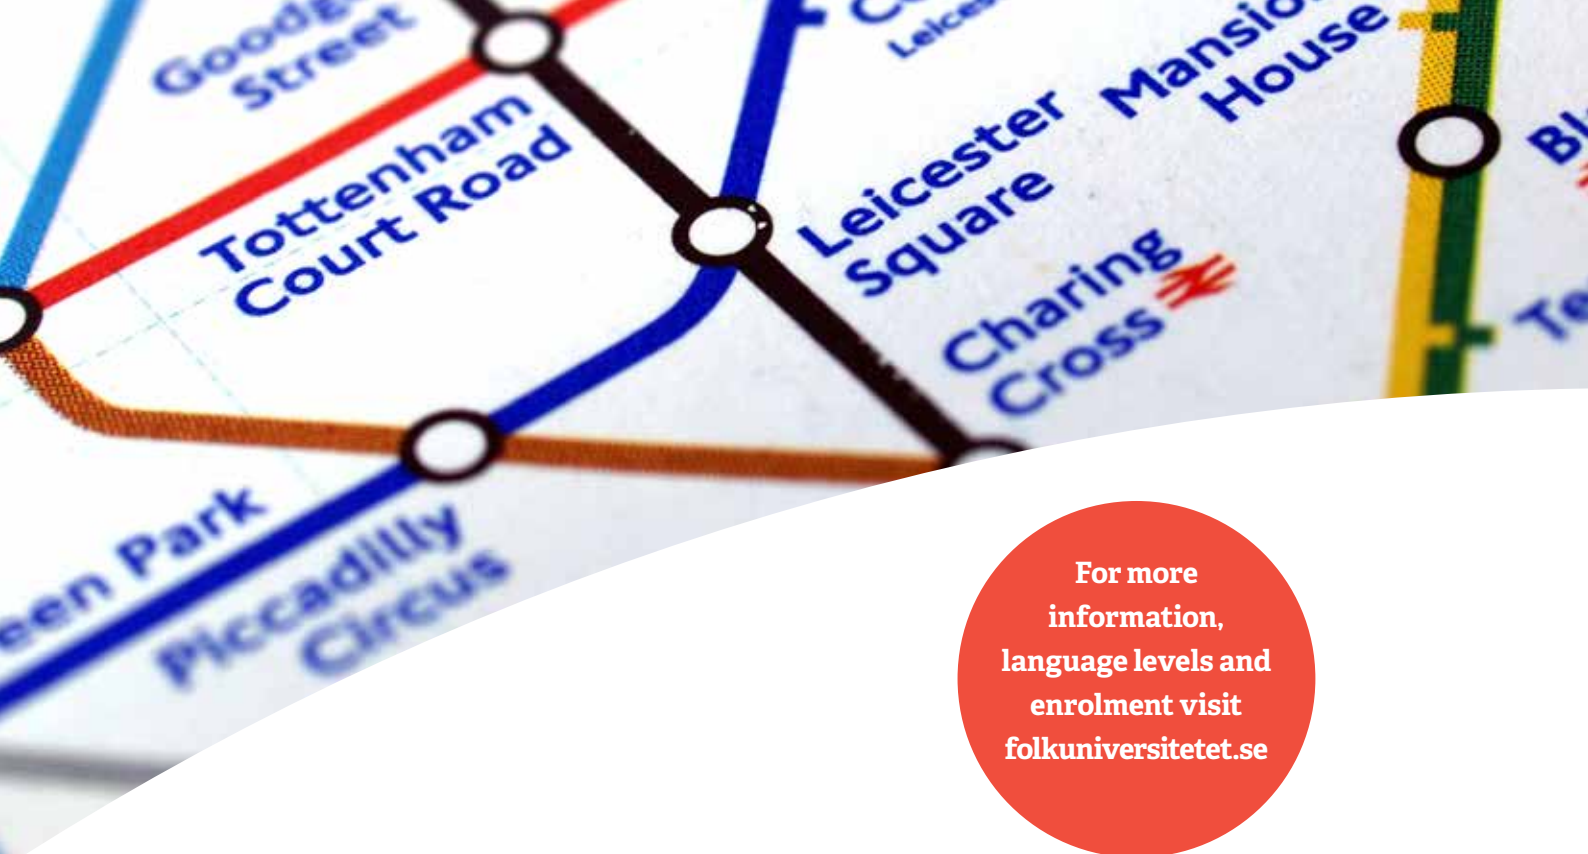 Street
Tottenham
Court Road
Leicester
Square
Mansion
House
Charing
Cross
Park
Piccadilly
Circus
For more
information,
language levels and
enrolment visit
folkuniversitetet.se